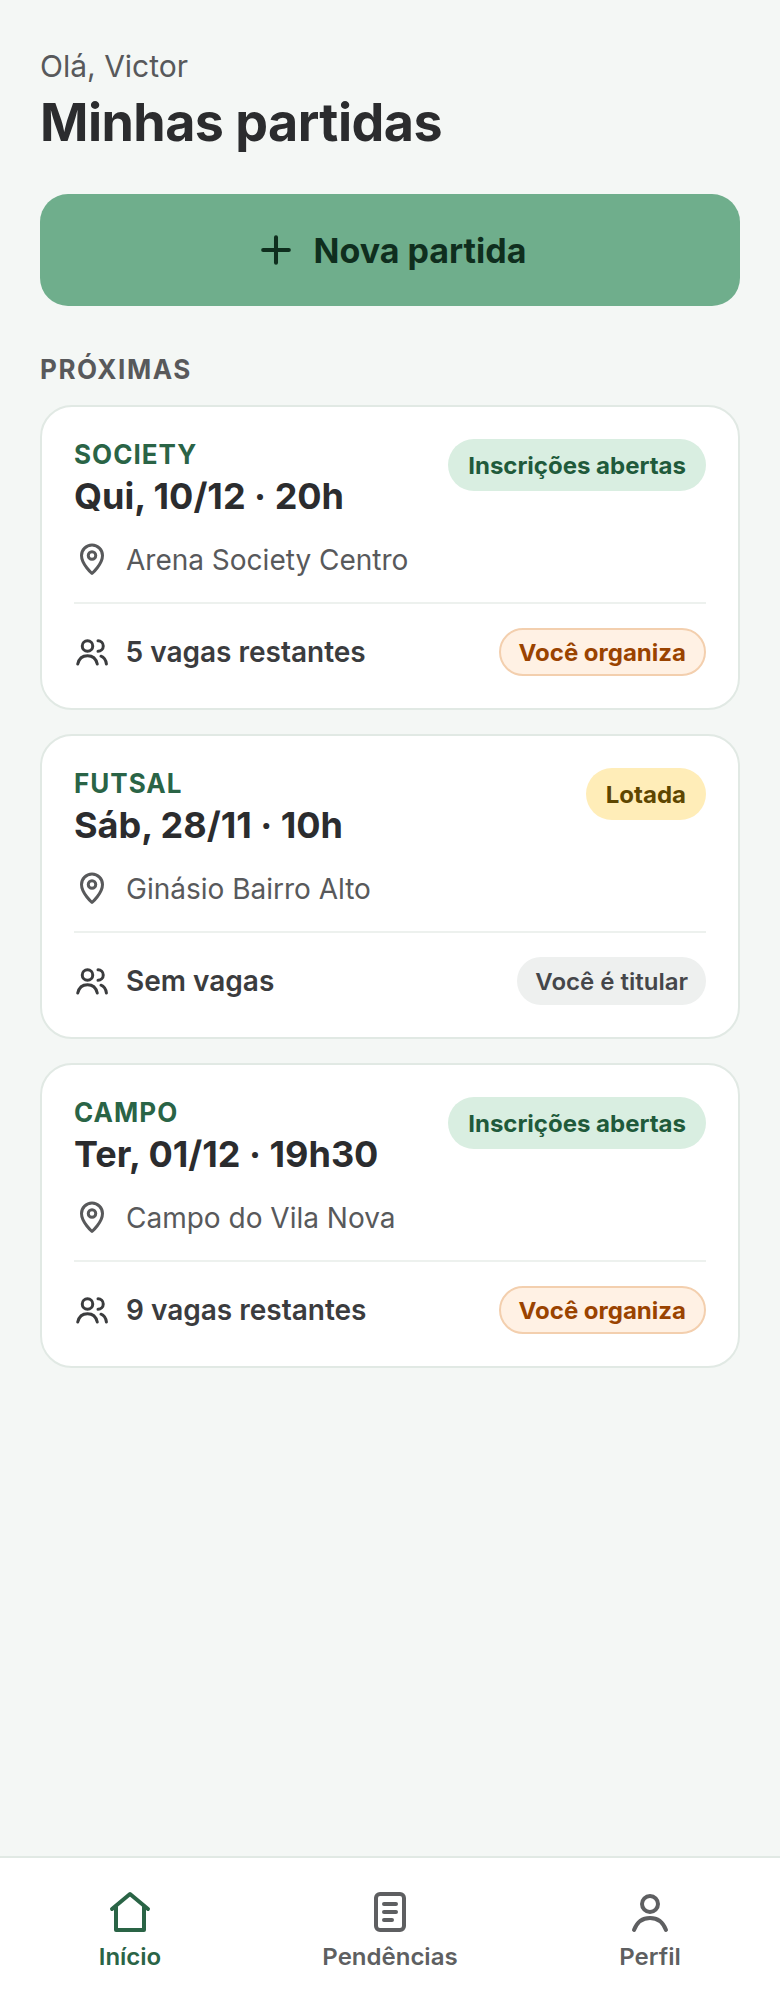 Olá, Victor
Minhas partidas
Nova partida
PRÓXIMAS
SOCIETY
Inscrições abertas
Qui, 10/12 · 20h
Arena Society Centro
5 vagas restantes
Você organiza
FUTSAL
Lotada
Sáb, 28/11 · 10h
Ginásio Bairro Alto
Sem vagas
Você é titular
CAMPO
Inscrições abertas
Ter, 01/12 · 19h30
Campo do Vila Nova
9 vagas restantes
Você organiza
Início
Pendências
Perfil